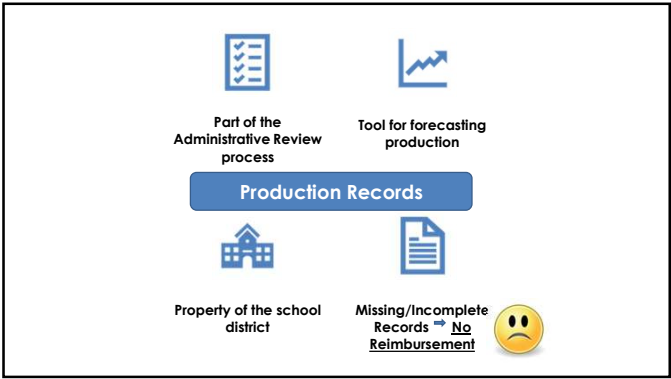 Part of the
Administrative Review
process
Tool for forecasting
production
Production Records
Property of the school
district
Missing/Incomplete
Records ➡ No
Reimbursement